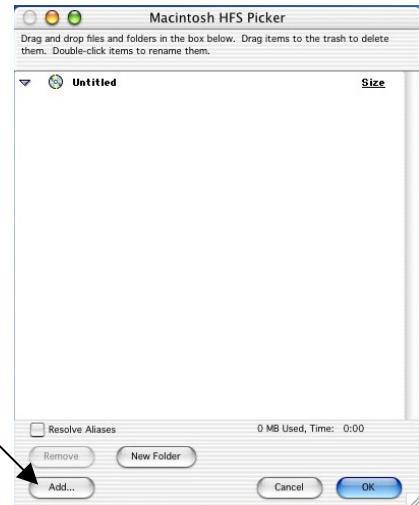 Macintosh HFS Picker
Drag and drop files and folders in the box below. Drag items to the trash to delete
them. Double-click items to rename them.
Untitled Size
Resolve Aliases 0 MB Used, Time: 0:00
Remove New Folder
Add... Cancel OK